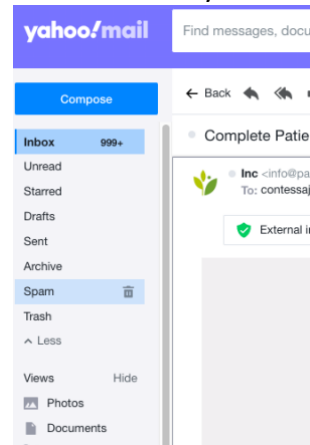 yahoo!mail
Find messages, docu
Compose
Back
Inbox 999+
Complete Patie
Unread
Inc <info@pa
Starred
To: contessaj
Drafts
Sent
External i
Archive
Spam
Trash
Less
Views Hide
Photos
Documents